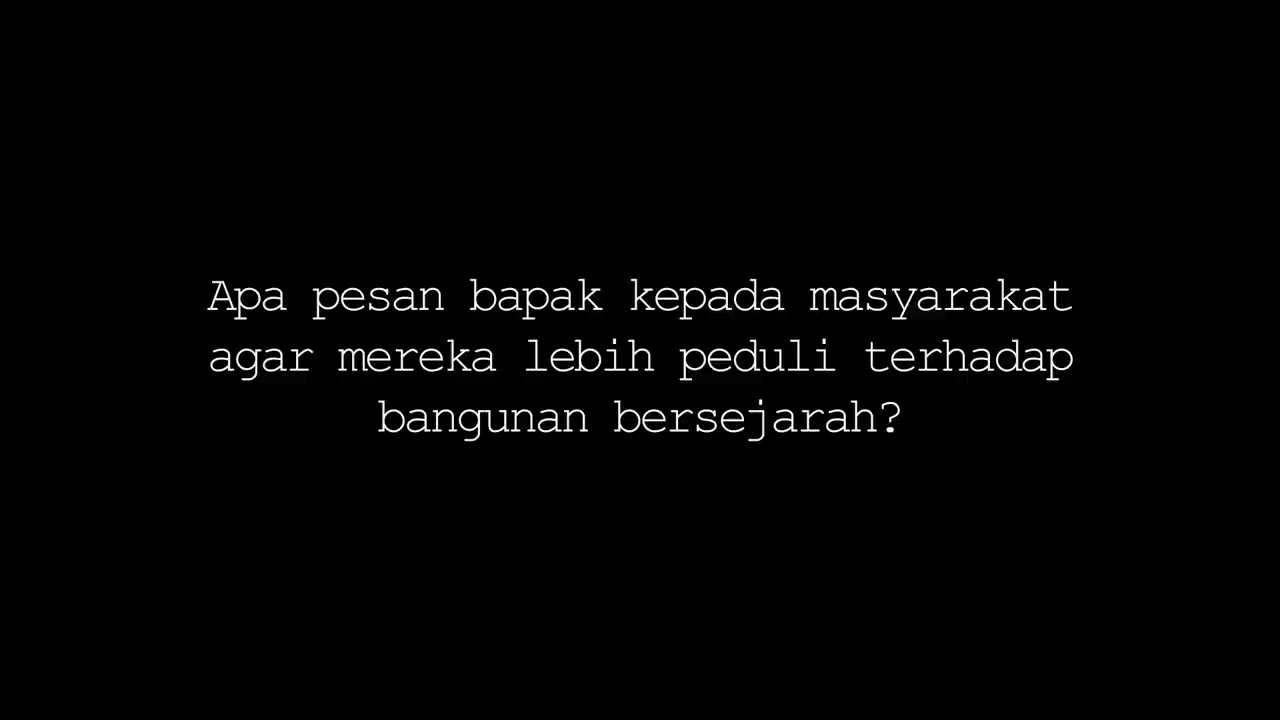 Apa pesan bapak kepada masyarakat
agar mereka lebih peduli terhadap
bangunan bersejarah?